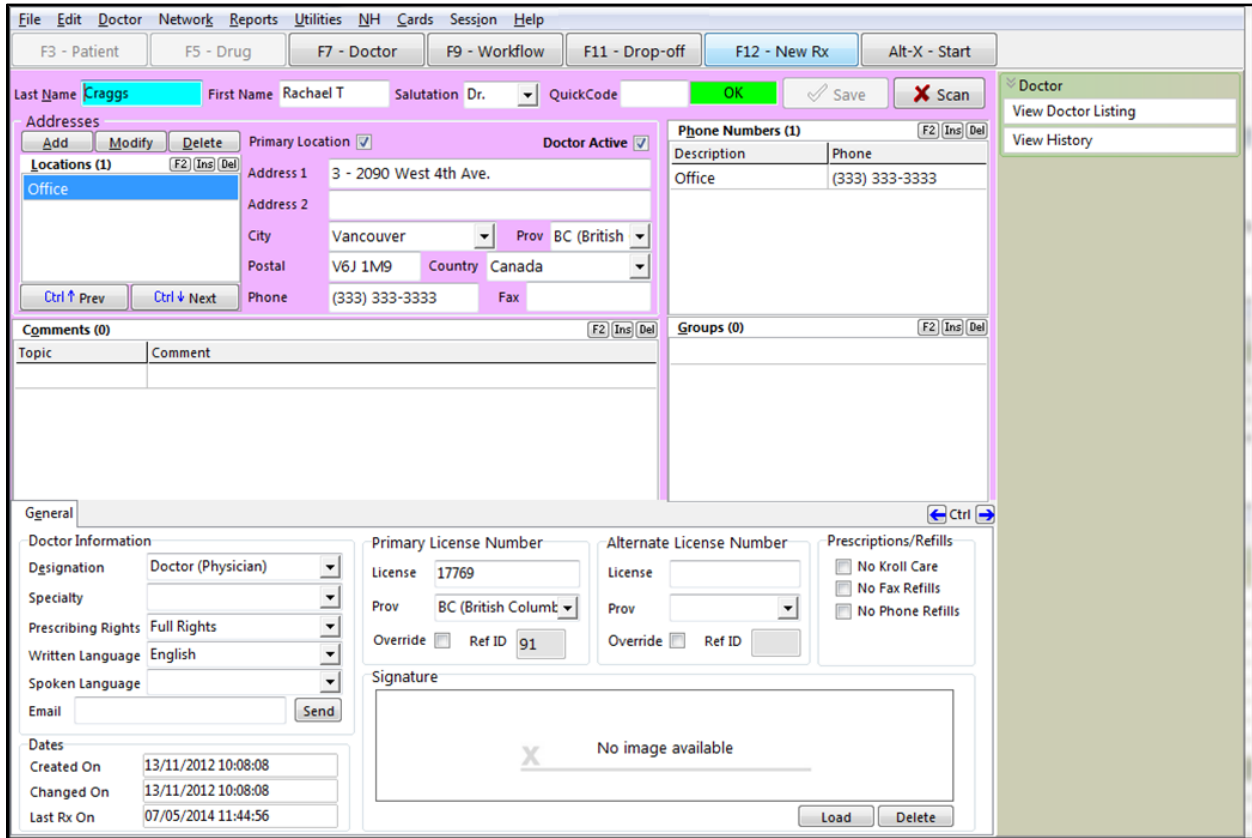 File Edit Doctor Network Reports Utilities NH Cards Session Help
F3 - Patient F5 - Drug F7 - Doctor F9 - Workflow F11 - Drop-off F12 - New Rx Alt-X - Start
Last Name Craggs First Name Rachael T Salutation Dr. QuickCode OK Save X Scan
Doctor
View Doctor Listing
View History
Addresses
Add Modify Delete Primary Location Doctor Active
Locations (1) F2 Ins Del
Office
Address 1 3 - 2090 West 4th Ave.
Address 2
City Vancouver Prov BC (British
Postal V6J 1M9 Country Canada
Ctrl ↑ Prev Ctrl ↓ Next Phone (333) 333-3333 Fax
Phone Numbers (1) F2 Ins Del
Description Phone
Office (333) 333-3333
Comments (0) F2 Ins Del
Topic Comment
Groups (0) F2 Ins Del
General
← Ctrl →
Doctor Information
Designation Doctor (Physician)
Specialty
Prescribing Rights Full Rights
Written Language English
Spoken Language
Email Send
Dates
Created On 13/11/2012 10:08:08
Changed On 13/11/2012 10:08:08
Last Rx On 07/05/2014 11:44:56
Primary License Number
License 17769
Prov BC (British Columb
Override Ref ID 91
Alternate License Number
License
Prov
Override Ref ID
Prescriptions/Refills
No Kroll Care
No Fax Refills
No Phone Refills
Signature
X No image available
Load Delete